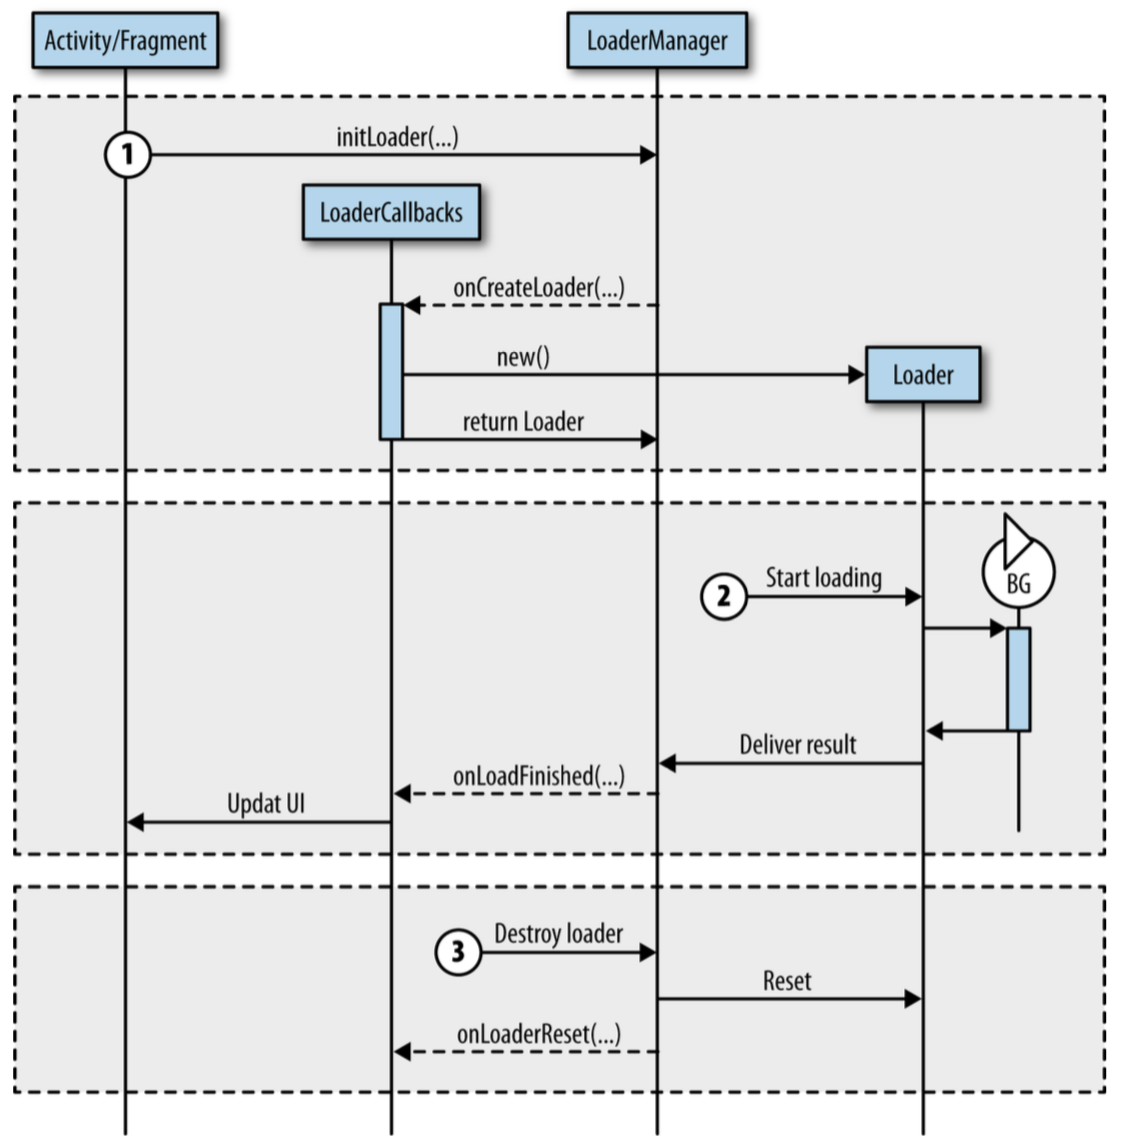 Activity/Fragment
LoaderManager
1
initLoader(...)
LoaderCallbacks
onCreateLoader(...)
new()
Loader
return Loader
BG
2
Start loading
Deliver result
onLoadFinished(...)
Updat UI
3
Destroy loader
Reset
onLoaderReset(...)